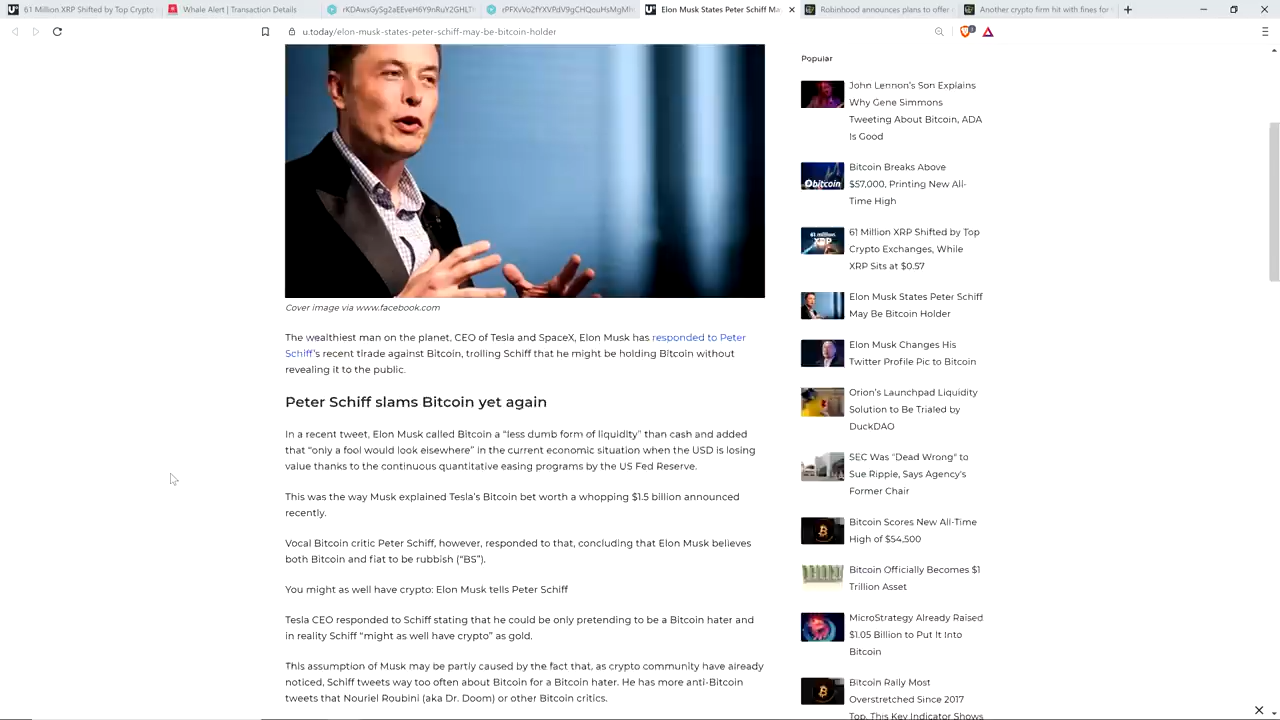 61 Million XRP Shifted by Top Crypto
Whale Alert | Transaction Details
Elon Musk States Peter Schiff May
Robinhood announces plans to offer
Another crypto firm hit with fines for
u.today/elon-musk-states-peter-schiff-may-be-bitcoin-holder
Cover image via www.facebook.com
The wealthiest man on the planet, CEO of Tesla and SpaceX, Elon Musk has responded to Peter
Schiff's recent tirade against Bitcoin, trolling Schiff that he might be holding Bitcoin without
revealing it to the public.
Peter Schiff slams Bitcoin yet again
In a recent tweet, Elon Musk called Bitcoin a “less dumb form of liquidity” than cash and added
that “only a fool would look elsewhere” in the current economic situation when the USD is losing
value thanks to the continuous quantitative easing programs by the US Fed Reserve.
This was the way Musk explained Tesla's Bitcoin bet worth a whopping $1.5 billion announced
recently.
Vocal Bitcoin critic Peter Schiff, however, responded to that, concluding that Elon Musk believes
both Bitcoin and fiat to be rubbish (“BS”).
You might as well have crypto: Elon Musk tells Peter Schiff
Tesla CEO responded to Schiff stating that he could be only pretending to be a Bitcoin hater and
in reality Schiff “might as well have crypto” as gold.
This assumption of Musk may be partly caused by the fact that, as crypto community have already
noticed, Schiff tweets way too often about Bitcoin for a Bitcoin hater. He has more anti-Bitcoin
tweets that Nouriel Roubini (aka Dr. Doom) or other Bitcoin critics.
Popular
John Lennon's Son Explains
Why Gene Simmons
Tweeting About Bitcoin, ADA
Is Good
Bitcoin Breaks Above
$57,000, Printing New All-
Time High
61 Million XRP Shifted by Top
Crypto Exchanges, While
XRP Sits at $0.57
Elon Musk States Peter Schiff
May Be Bitcoin Holder
Elon Musk Changes His
Twitter Profile Pic to Bitcoin
Orion's Launchpad Liquidity
Solution to Be Trialed by
DuckDAO
SEC Was "Dead Wrong" to
Sue Ripple, Says Agency's
Former Chair
Bitcoin Scores New All-Time
High of $54,500
Bitcoin Officially Becomes $1
Trillion Asset
MicroStrategy Already Raised
$1.05 Billion to Put It Into
Bitcoin
Bitcoin Rally Most
Overstretched Since 2017
Top, This Key Indicator Shows